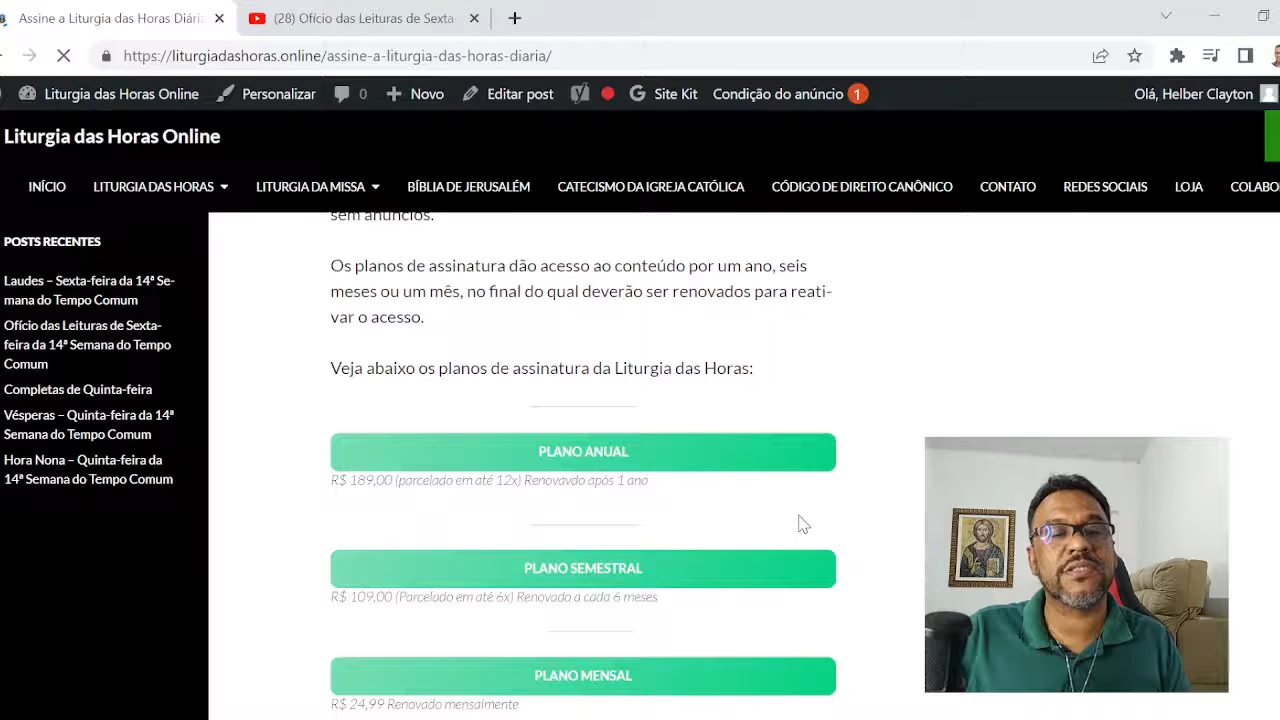 Assine a Liturgia das Horas Diári
(28) Ofício das Leituras de Sexta
https://liturgiadashoras.online/assine-a-liturgia-das-horas-diaria/
Liturgia das Horas Online
Personalizar
0
Novo
Editar post
Site Kit
Condição do anúncio 1
Olá, Helber Clayton
Liturgia das Horas Online
INÍCIO
LITURGIA DAS HORAS
LITURGIA DA MISSA
BÍBLIA DE JERUSALÉM
CATECISMO DA IGREJA CATÓLICA
CÓDIGO DE DIREITO CANÔNICO
CONTATO
REDES SOCIAIS
LOJA
COLABO
POSTS RECENTES
Laudes – Sexta-feira da 14ª Se-
mana do Tempo Comum
Ofício das Leituras de Sexta-
feira da 14ª Semana do Tempo
Comum
Completas de Quinta-feira
Vésperas – Quinta-feira da 14ª
Semana do Tempo Comum
Hora Nona – Quinta-feira da
14ª Semana do Tempo Comum
sem anúncios.
Os planos de assinatura dão acesso ao conteúdo por um ano, seis
meses ou um mês, no final do qual deverão ser renovados para reati-
var o acesso.
Veja abaixo os planos de assinatura da Liturgia das Horas:
PLANO ANUAL
R$ 189,00 (parcelado em até 12x) Renovavdo após 1 ano
PLANO SEMESTRAL
R$ 109,00 (Parcelado em até 6x) Renovado a cada 6 meses
PLANO MENSAL
R$ 24,99 Renovado mensalmente